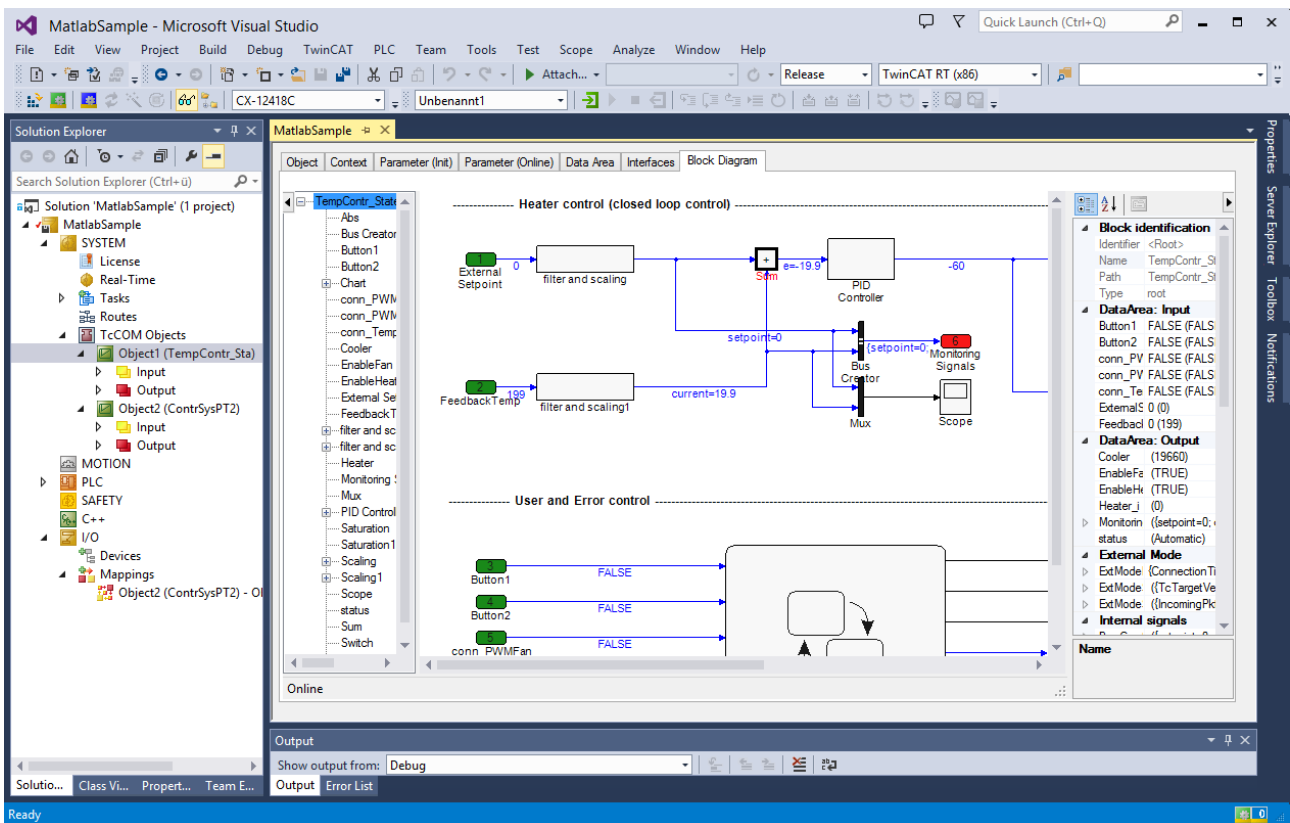 MatlabSample - Microsoft Visual Studio
Quick Launch (Ctrl+Q)
File Edit View Project Build Debug TwinCAT PLC Team Tools Test Scope Analyze Window Help
Attach... Release TwinCAT RT (x86)
CX-12418C Unbenannt1
Solution Explorer
Search Solution Explorer (Ctrl+ü)
Solution 'MatlabSample' (1 project)
MatlabSample
SYSTEM
License
Real-Time
Tasks
Routes
TcCOM Objects
Object1 (TempContr_Sta)
Input
Output
Object2 (ContrSysPT2)
Input
Output
MOTION
PLC
SAFETY
C++
I/O
Devices
Mappings
Object2 (ContrSysPT2) - Ol
Solutio... Class Vi... Propert... Team E...
MatlabSample
Object Context Parameter (Init) Parameter (Online) Data Area Interfaces Block Diagram
TempContr_State
Abs
Bus Creator
Button1
Button2
Chart
conn_PWM
conn_PWM
conn_Temp
Cooler
EnableFan
EnableHeat
External Se
FeedbackT
filter and sc
filter and sc
Heater
Monitoring S
Mux
PID Control
Saturation
Saturation1
Scaling
Scaling1
Scope
status
Sum
Switch
Online
Heater control (closed loop control)
1
External
Setpoint
0
filter and scaling
+
Sum
e=-19.9
PID
Controller
-60
setpoint=0
{setpoint=0;
Bus
Creator
6
Monitoring
Signals
2
FeedbackTemp
199
filter and scaling1
current=19.9
Mux
Scope
User and Error control
3
Button1
FALSE
4
Button2
FALSE
5
conn_PWMFan
FALSE
Block identification
Identifier <Root>
Name TempContr_St
Path TempContr_St
Type root
DataArea: Input
Button1 FALSE (FALS
Button2 FALSE (FALS
conn_PV FALSE (FALS
conn_PV FALSE (FALS
conn_Te FALSE (FALS
ExternalS 0 (0)
Feedbacl 0 (199)
DataArea: Output
Cooler (19660)
EnableFa (TRUE)
EnableHe (TRUE)
Heater_i (0)
Monitorin ({setpoint=0;
status (Automatic)
External Mode
ExtMode {ConnectionTi
ExtMode ({TcTargetVe
ExtMode ({IncomingPk
Internal signals
Name
Properties
Server Explorer
Toolbox
Notifications
Output
Show output from: Debug
Output Error List
Ready
0